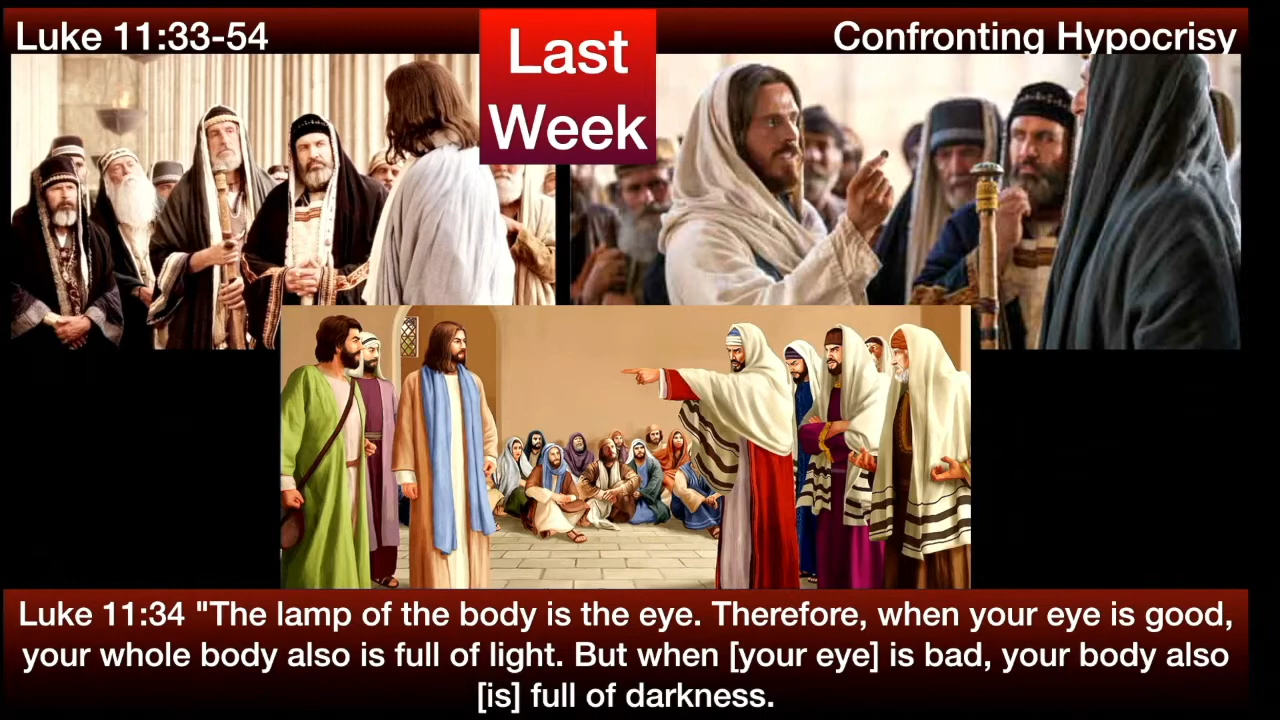 Luke 11:33-54
Last
Week
Confronting Hypocrisy
Luke 11:34 "The lamp of the body is the eye. Therefore, when your eye is good,
your whole body also is full of light. But when [your eye] is bad, your body also
[is] full of darkness.